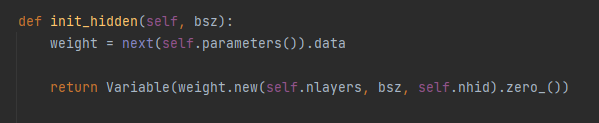 def init_hidden(self, bsz):
    weight = next(self.parameters()).data
    return Variable(weight.new(self.nlayers, bsz, self.nhid).zero_())